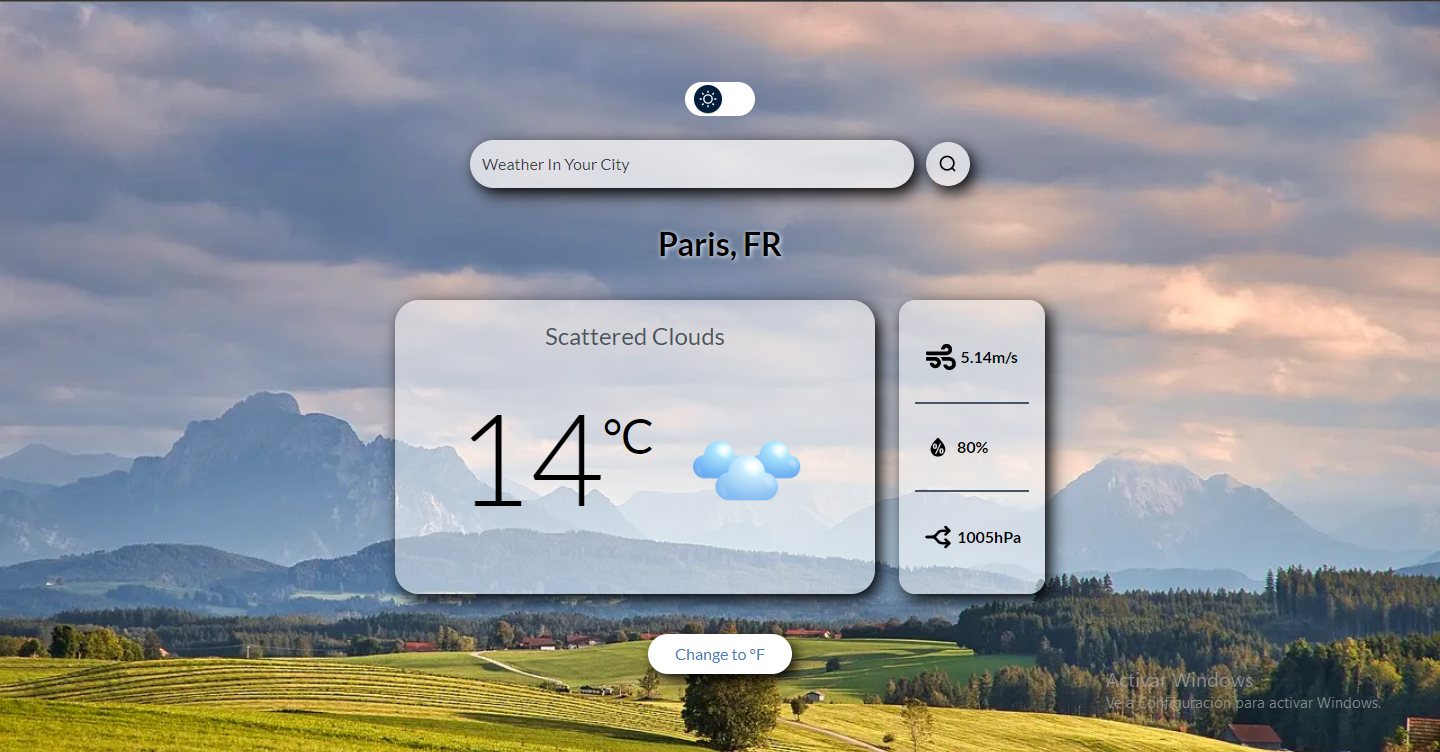 Weather In Your City
Paris, FR
Scattered Clouds
14°C
5.14m/s
80%
1005hPa
Change to °F
Activar Windows
Ve a Configuración para activar Windows.